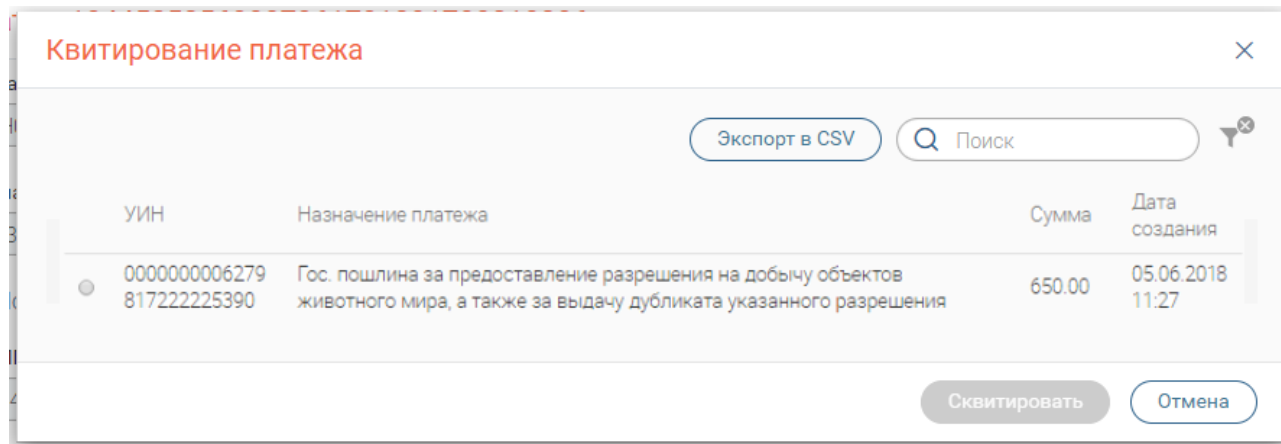 Квитирование платежа
Экспорт в CSV
Поиск
УИН
Назначение платежа
Сумма
Дата
создания
0000000006279
817222225390
Гос. пошлина за предоставление разрешения на добычу объектов
животного мира, а также за выдачу дубликата указанного разрешения
650.00
05.06.2018
11:27
Сквитировать
Отмена